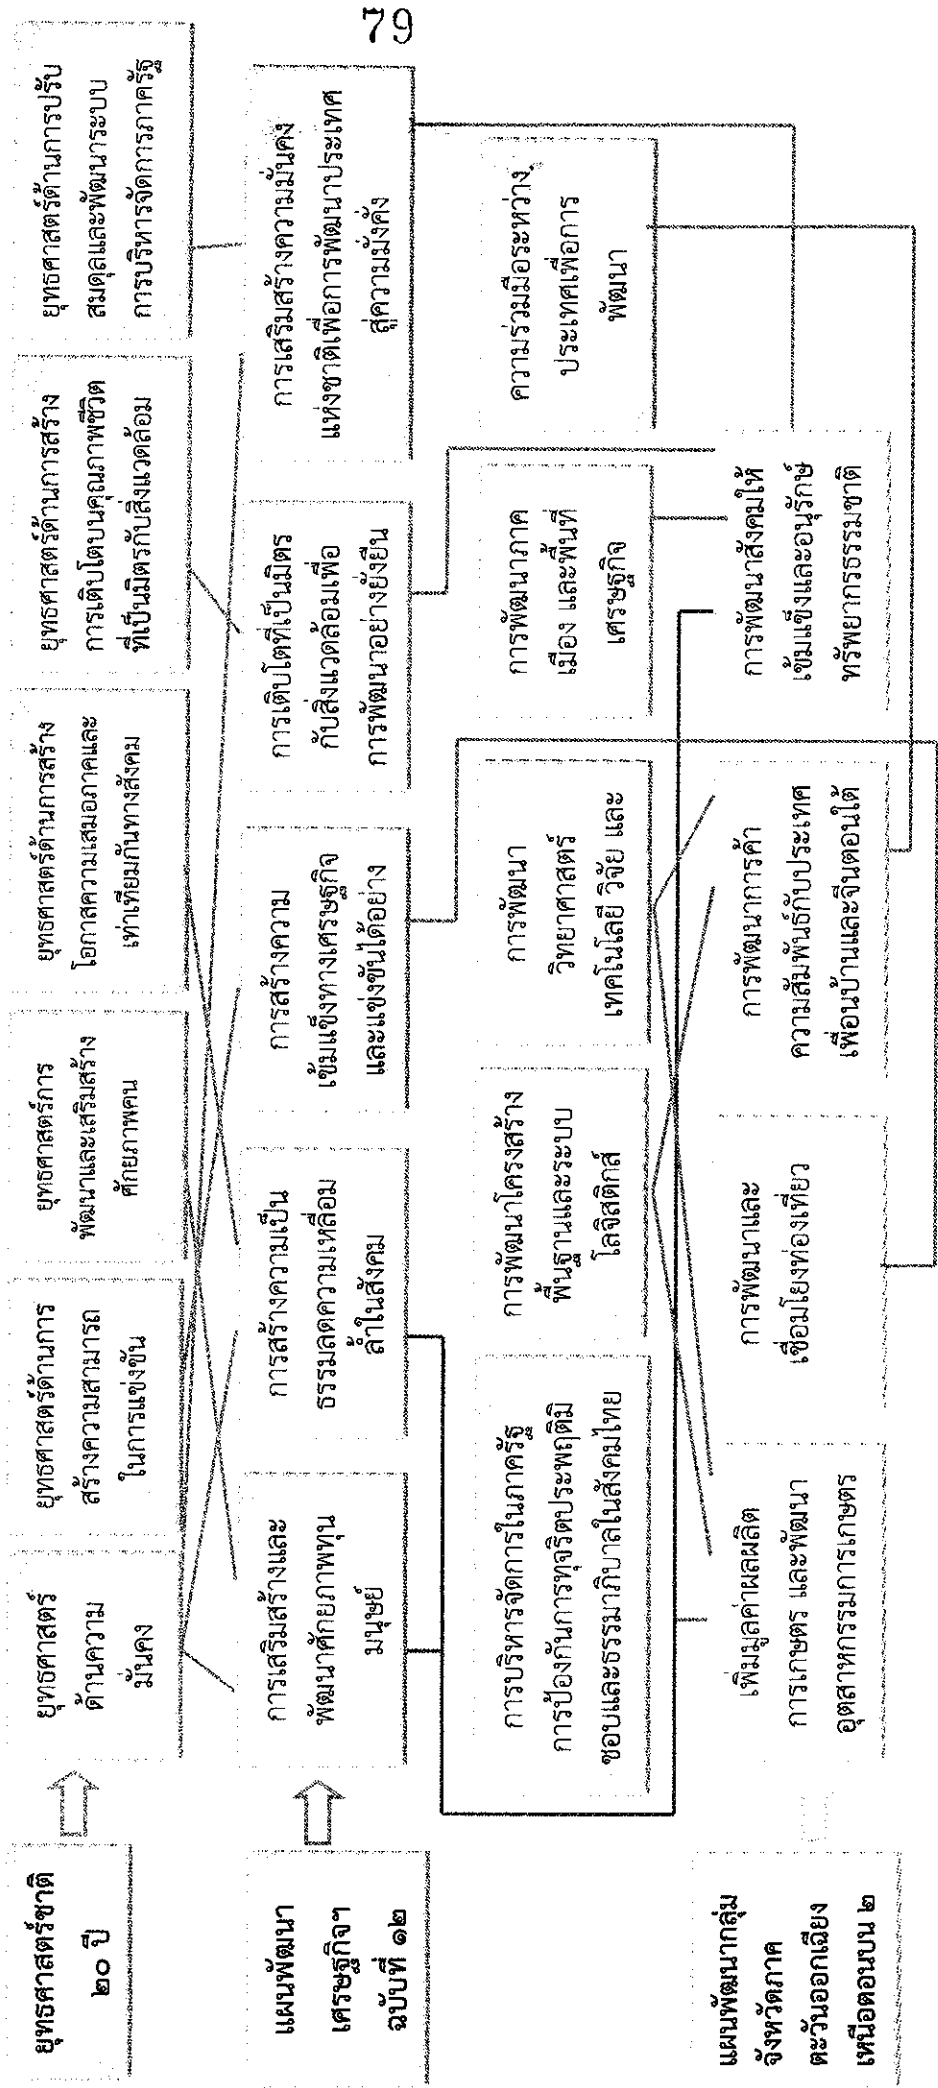 79
ยุทธศาสตร์ชาติ
๒๐ ปี
ยุทธศาสตร์
ด้านความ
มั่นคง
ยุทธศาสตร์ด้านการ
สร้างความสามารถ
ในการแข่งขัน
ยุทธศาสตร์การ
พัฒนาและเสริมสร้าง
ศักยภาพคน
ยุทธศาสตร์ด้านการสร้าง
โอกาสความเสมอภาคและ
เท่าเทียมกันทางสังคม
ยุทธศาสตร์ด้านการสร้าง
การเติบโตบนคุณภาพชีวิต
ที่เป็นมิตรกับสิ่งแวดล้อม
ยุทธศาสตร์ด้านการปรับ
สมดุลและพัฒนาระบบ
การบริหารจัดการภาครัฐ
แผนพัฒนา
เศรษฐกิจฯ
ฉบับที่ ๑๒
การเสริมสร้างและ
พัฒนาศักยภาพทุน
มนุษย์
การสร้างความเป็น
ธรรมลดความเหลื่อม
ล้ำในสังคม
การสร้างความ
เข้มแข็งทางเศรษฐกิจ
และแข่งขันได้อย่าง
การเติบโตที่เป็นมิตร
กับสิ่งแวดล้อมเพื่อ
การพัฒนาอย่างยั่งยืน
การเสริมสร้างความมั่นคง
แห่งชาติเพื่อการพัฒนาประเทศ
สู่ความมั่งคั่ง
การบริหารจัดการในภาครัฐ
การป้องกันการทุจริตประพฤติมิ
ชอบและธรรมาภิบาลในสังคมไทย
การพัฒนาโครงสร้าง
พื้นฐานและระบบ
โลจิสติกส์
การพัฒนา
วิทยาศาสตร์
เทคโนโลยี วิจัย และ
การพัฒนาภาค
เมือง และพื้นที่
เศรษฐกิจ
ความร่วมมือระหว่าง
ประเทศเพื่อการ
พัฒนา
แผนพัฒนากลุ่ม
จังหวัดภาค
ตะวันออกเฉียง
เหนือตอนบน ๒
เพิ่มมูลค่าผลผลิต
การเกษตร และพัฒนา
อุตสาหกรรมการเกษตร
การพัฒนาและ
เชื่อมโยงท่องเที่ยว
การพัฒนาการค้า
ความสัมพันธ์กับประเทศ
เพื่อนบ้านและจีนตอนใต้
การพัฒนาสังคมให้
เข้มแข็งและอนุรักษ์
ทรัพยากรธรรมชาติ